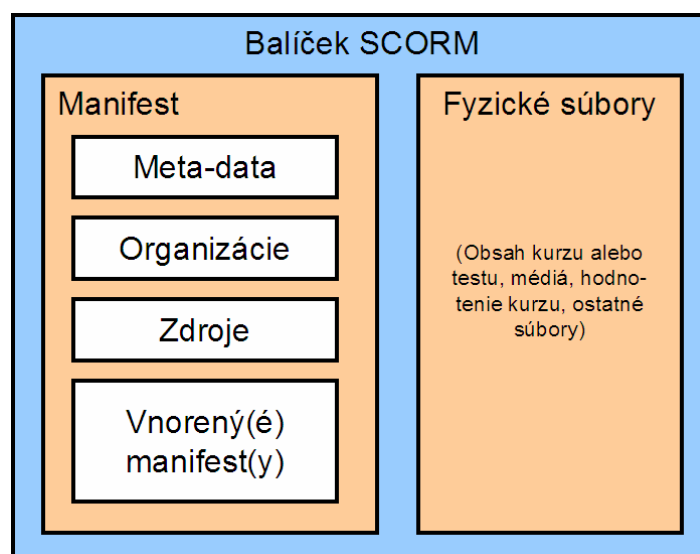 Balíček SCORM
Manifest
Meta-data
Organizácie
Zdroje
Vnorený(é)
manifest(y)
Fyzické súbory
(Obsah kurzu alebo
testu, médiá, hodno-
tenie kurzu, ostatné
súbory)